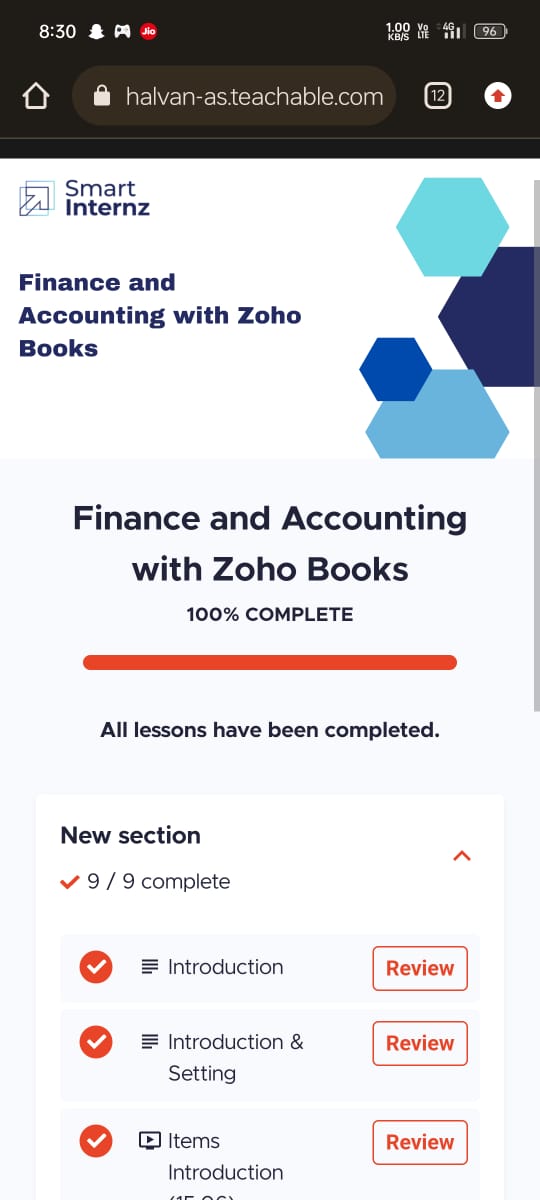 8:30 Jio 1.00 KB/S Vo LTE 4G 96
halvan-as.teachable.com 12
Smart
Internz
Finance and
Accounting with Zoho
Books
Finance and Accounting
with Zoho Books
100% COMPLETE
All lessons have been completed.
New section
9 / 9 complete
Introduction Review
Introduction & Review
Setting
Items Review
Introduction